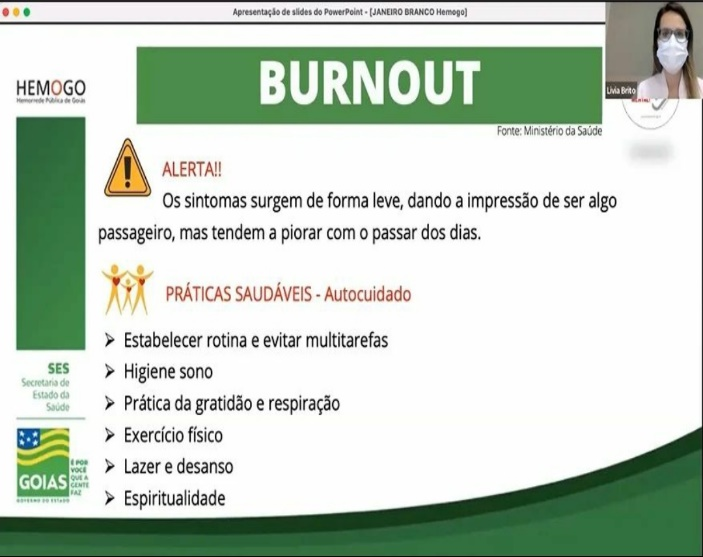 Apresentação de slides do PowerPoint - [JANEIRO BRANCO Hemogo]
Livia Brito
HEMOGO
Hemorrede Pública de Goiás
BURNOUT
Fonte: Ministério da Saúde
ALERTA!!
Os sintomas surgem de forma leve, dando a impressão de ser algo
passageiro, mas tendem a piorar com o passar dos dias.
PRÁTICAS SAUDÁVEIS - Autocuidado
Estabelecer rotina e evitar multitarefas
Higiene sono
Prática da gratidão e respiração
Exercício físico
Lazer e desanso
Espiritualidade
SES
Secretaria de
Estado da
Saúde
GOIÁS
É POR
VOCÊ
QUE A
GENTE
FAZ
GOVERNO DO ESTADO